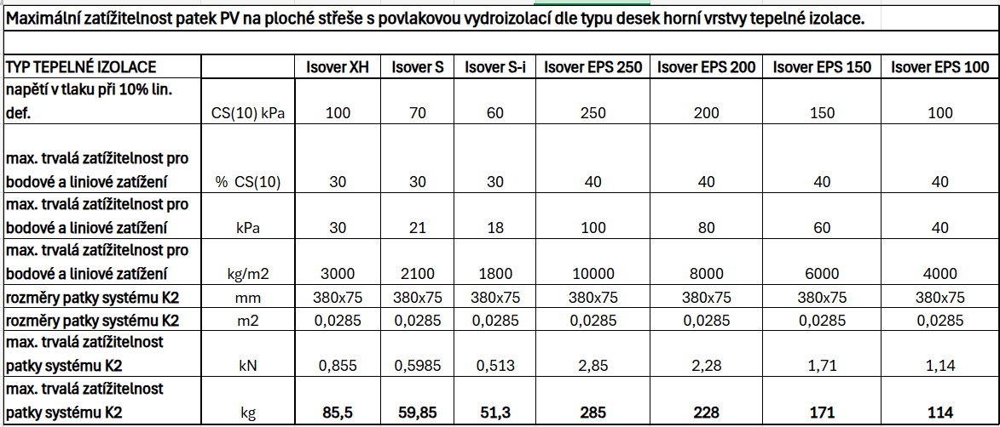 Maximální zatížitelnost patek PV na ploché střeše s povlakovou vydroizolací dle typu desek horní vrstvy tepelné izolace.
TYP TEPELNÉ IZOLACE Isover XH Isover S Isover S-i Isover EPS 250 Isover EPS 200 Isover EPS 150 Isover EPS 100
napětí v tlaku při 10% lin.
def. CS(10) kPa 100 70 60 250 200 150 100
max. trvalá zatížitelnost pro
bodové a liniové zatížení % CS(10) 30 30 30 40 40 40 40
max. trvalá zatížitelnost pro
bodové a liniové zatížení kPa 30 21 18 100 80 60 40
max. trvalá zatížitelnost pro
bodové a liniové zatížení kg/m2 3000 2100 1800 10000 8000 6000 4000
rozměry patky systému K2 mm 380x75 380x75 380x75 380x75 380x75 380x75 380x75
rozměry patky systému K2 m2 0,0285 0,0285 0,0285 0,0285 0,0285 0,0285 0,0285
max. trvalá zatížitelnost
patky systému K2 kN 0,855 0,5985 0,513 2,85 2,28 1,71 1,14
max. trvalá zatížitelnost
patky systému K2 kg 85,5 59,85 51,3 285 228 171 114